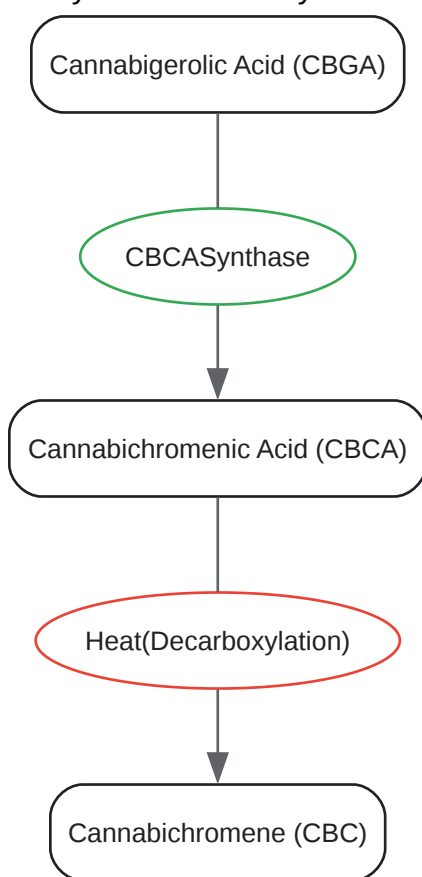 Cannabigerolic Acid (CBGA)
CBCASynthase
Cannabichromenic Acid (CBCA)
Heat(Decarboxylation)
Cannabichromene (CBC)